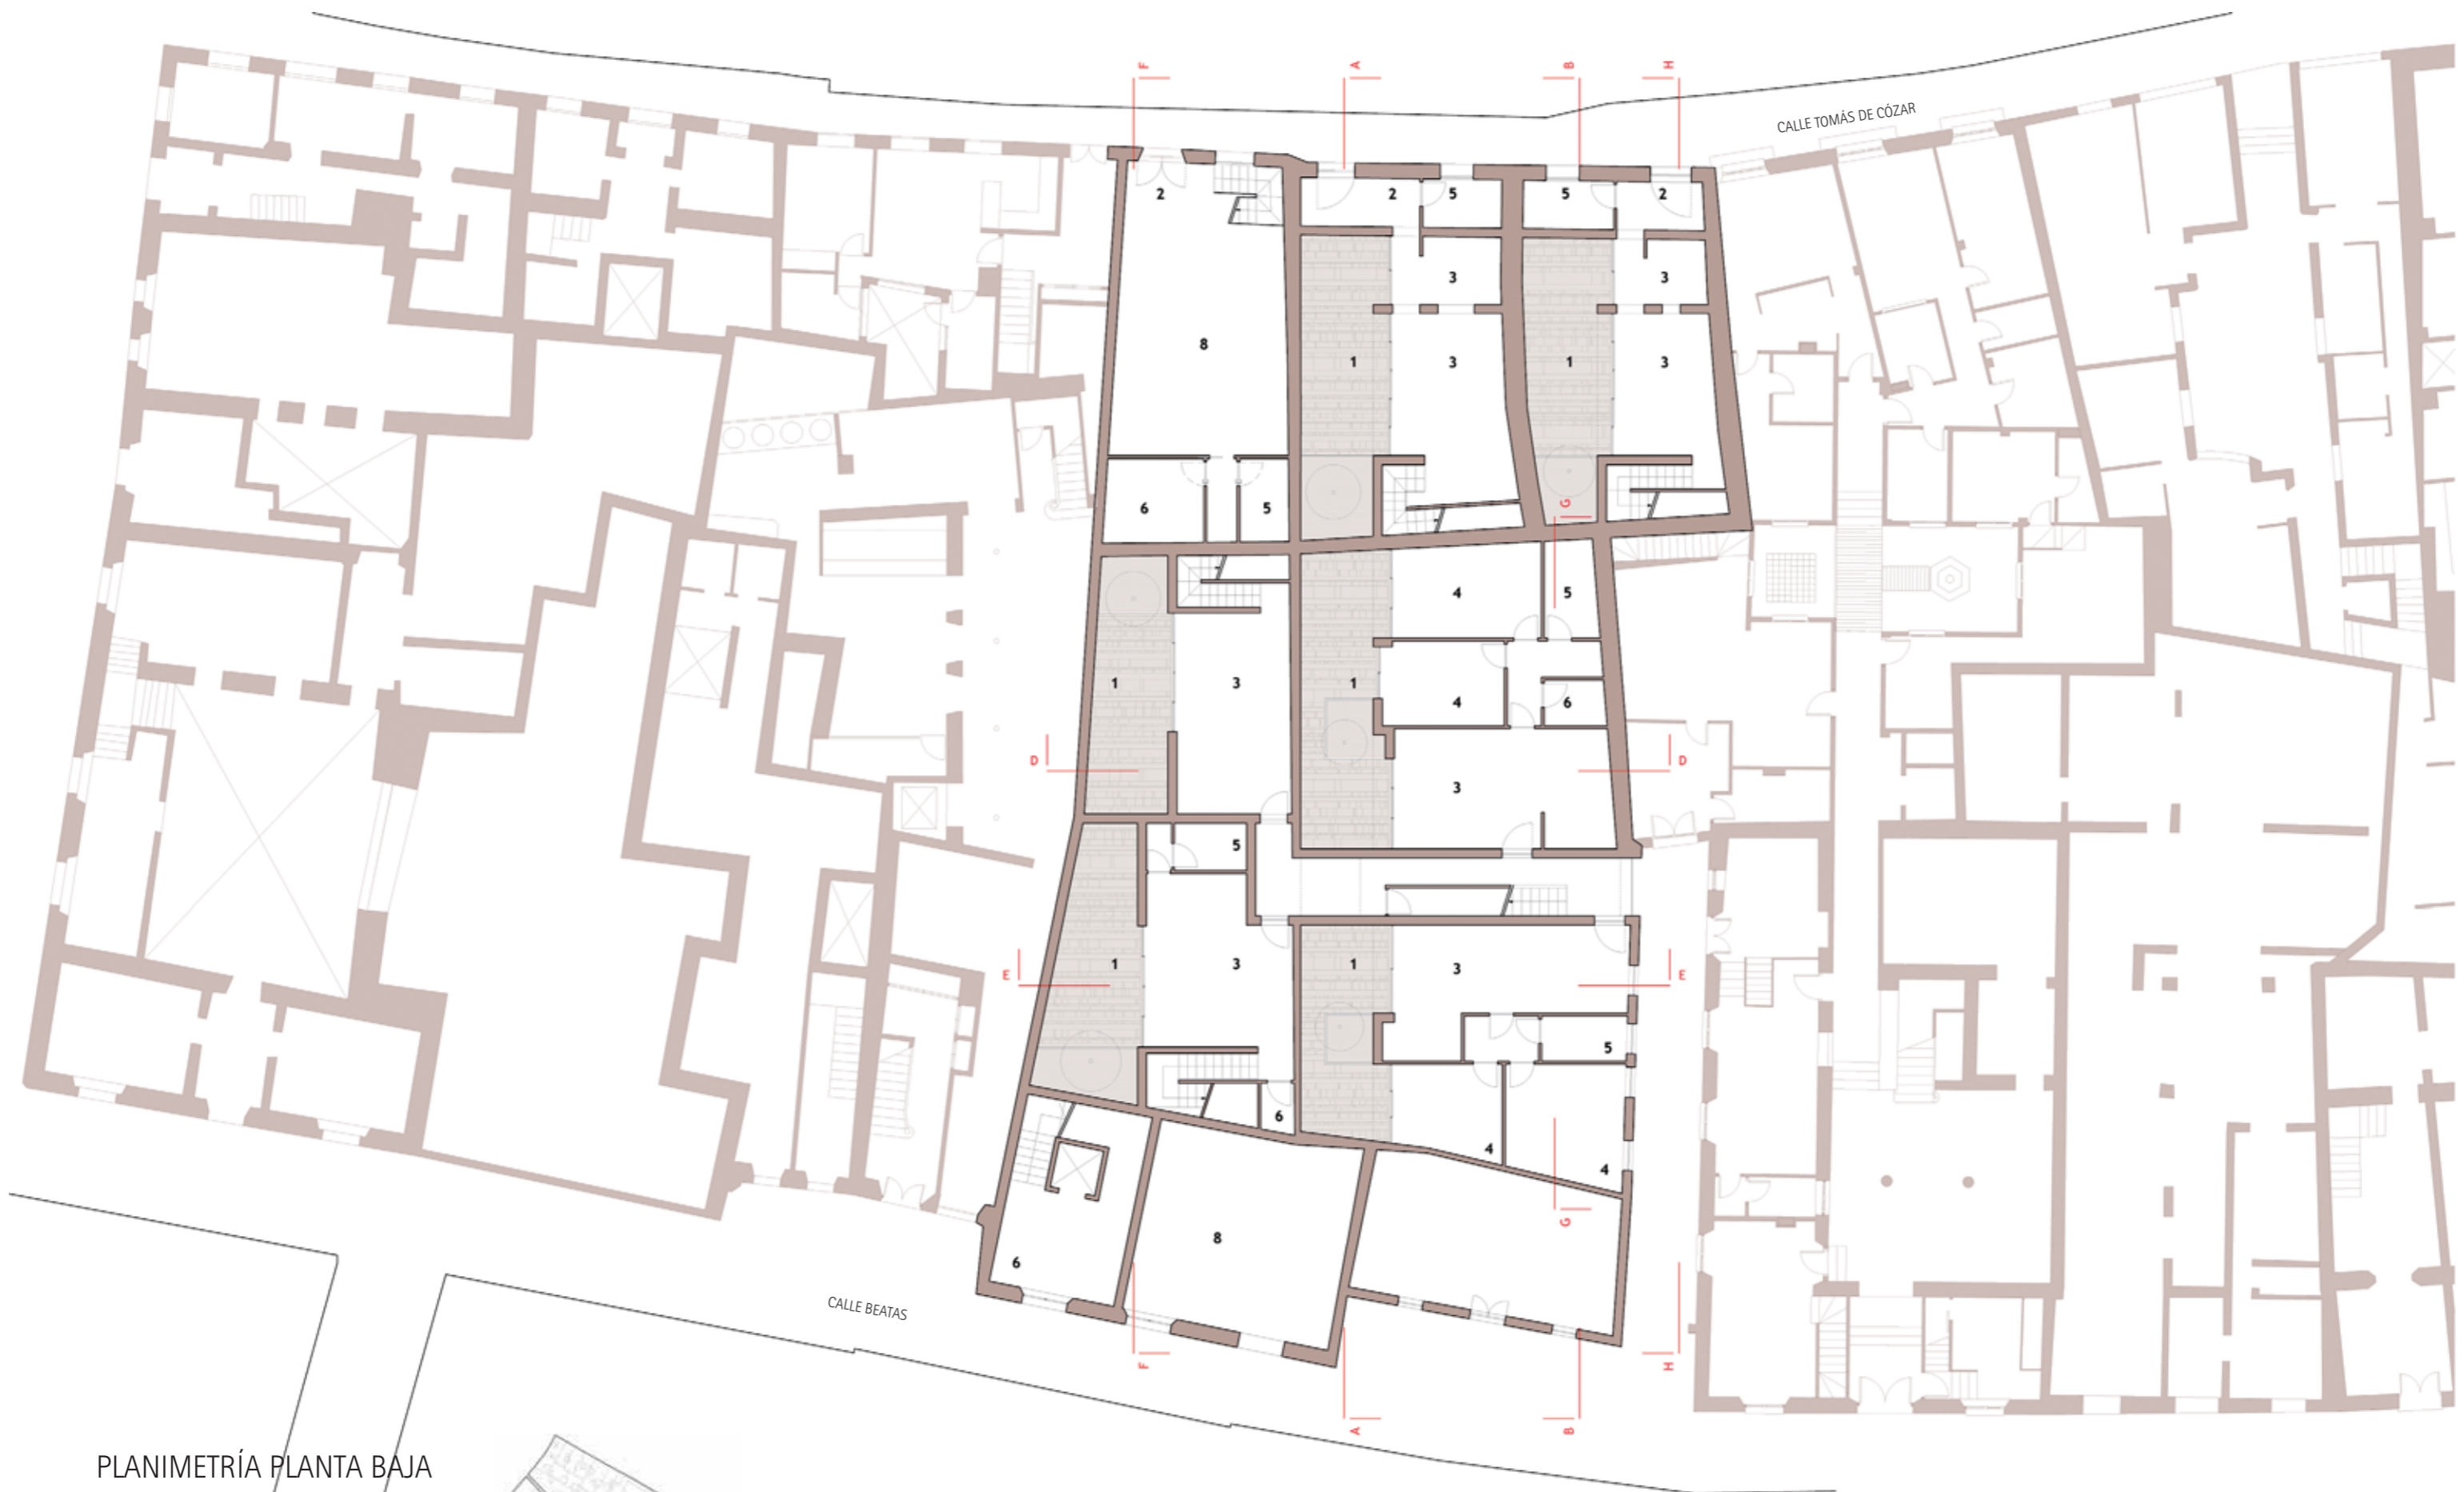 F A B H
CALLE TOMÁS DE CÓZAR
2 2 5 5 2
3 3
8 1 3 1 3
6 5 G
4 5
1 3 1 4 6
D D
3
5
E 1 3 1 3 E
5
6 4 4
G
8
6
CALLE BEATAS
F H
A B
PLANIMETRÍA PLANTA BAJA